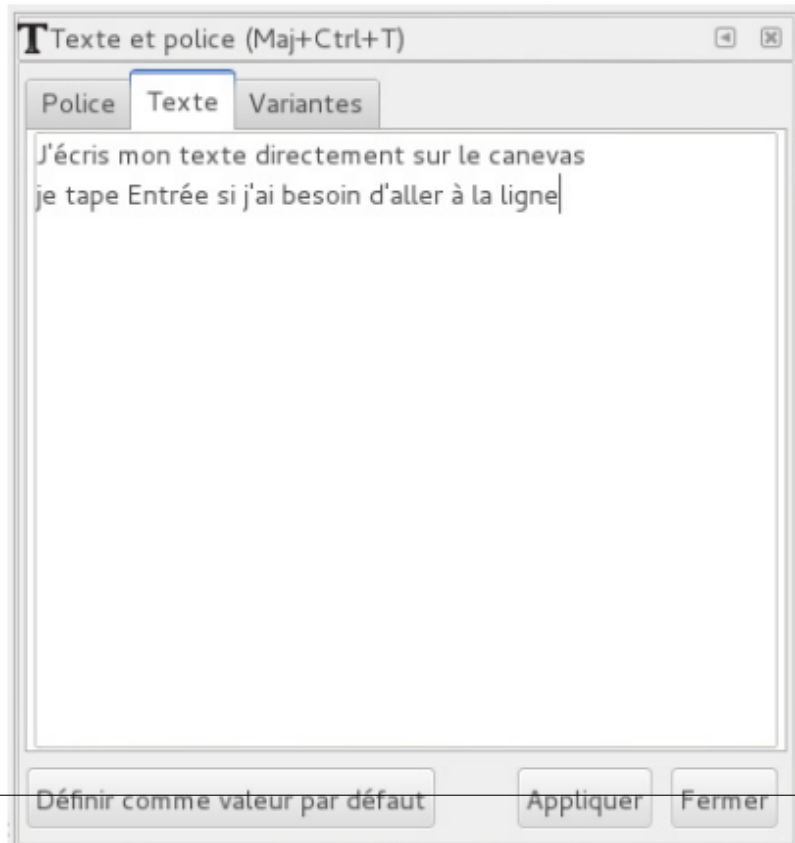 Texte et police (Maj+Ctrl+T)
Police Texte Variantes
J'écris mon texte directement sur le canevas
je tape Entrée si j'ai besoin d'aller à la ligne
Définir comme valeur par défaut Appliquer Fermer